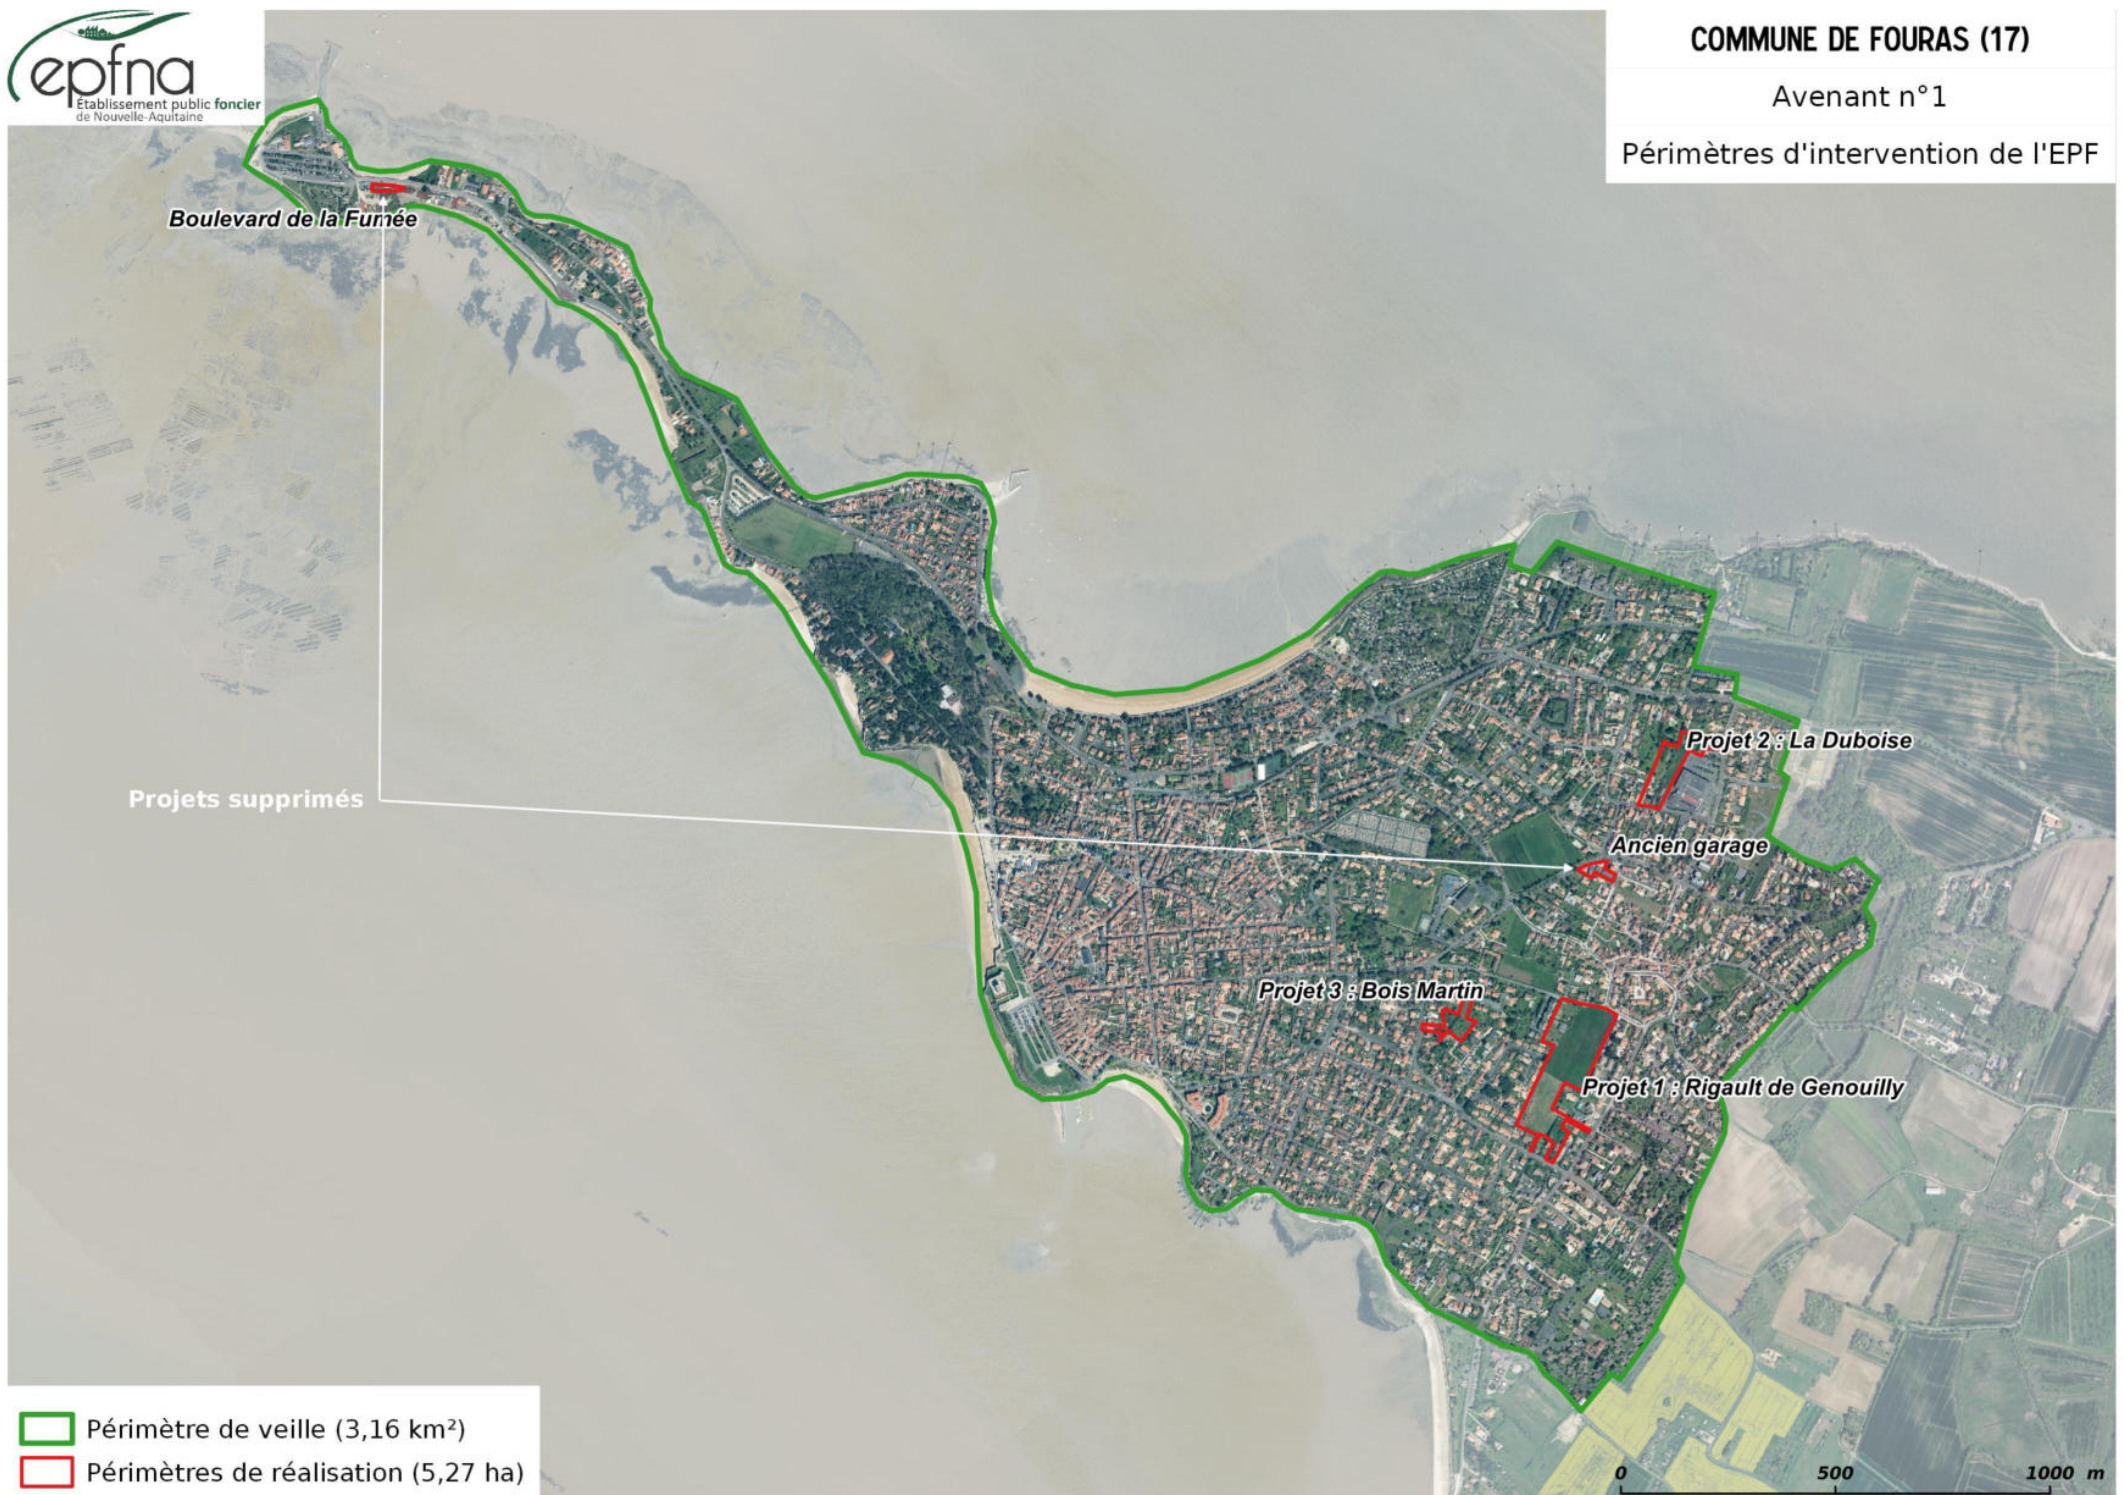 epfna
Établissement public foncier
de Nouvelle-Aquitaine
COMMUNE DE FOURAS (17)
Avenant n°1
Périmètres d'intervention de l'EPF
Boulevard de la Fumée
Projet 2 : La Duboise
Projets supprimés
Ancien garage
Projet 3 : Bois Martin
Projet 1 : Rigault de Genouilly
Périmètre de veille (3,16 km²)
Périmètres de réalisation (5,27 ha)
0 500 1000 m